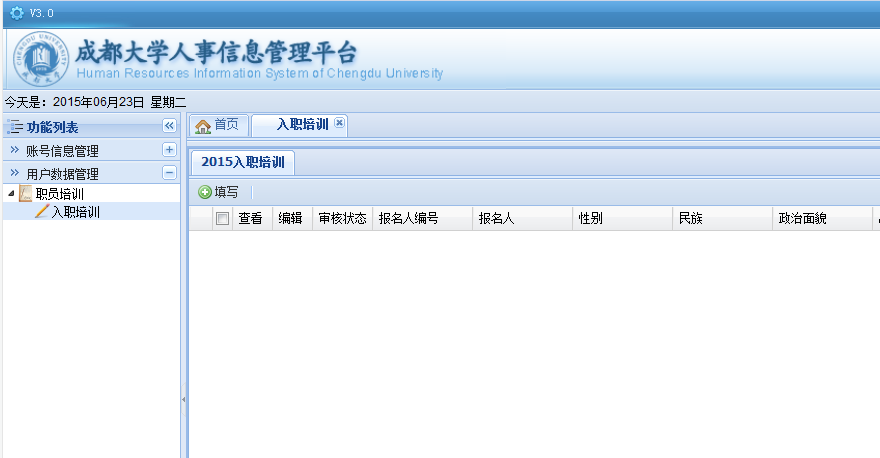 V3.0
成都大学人事信息管理平台
Human Resources Information System of Chengdu University
今天是：2015年06月23日 星期二
功能列表
账号信息管理
用户数据管理
职员培训
入职培训
首页 入职培训
2015入职培训
填写
查看 编辑 审核状态 报名人编号 报名人 性别 民族 政治面貌